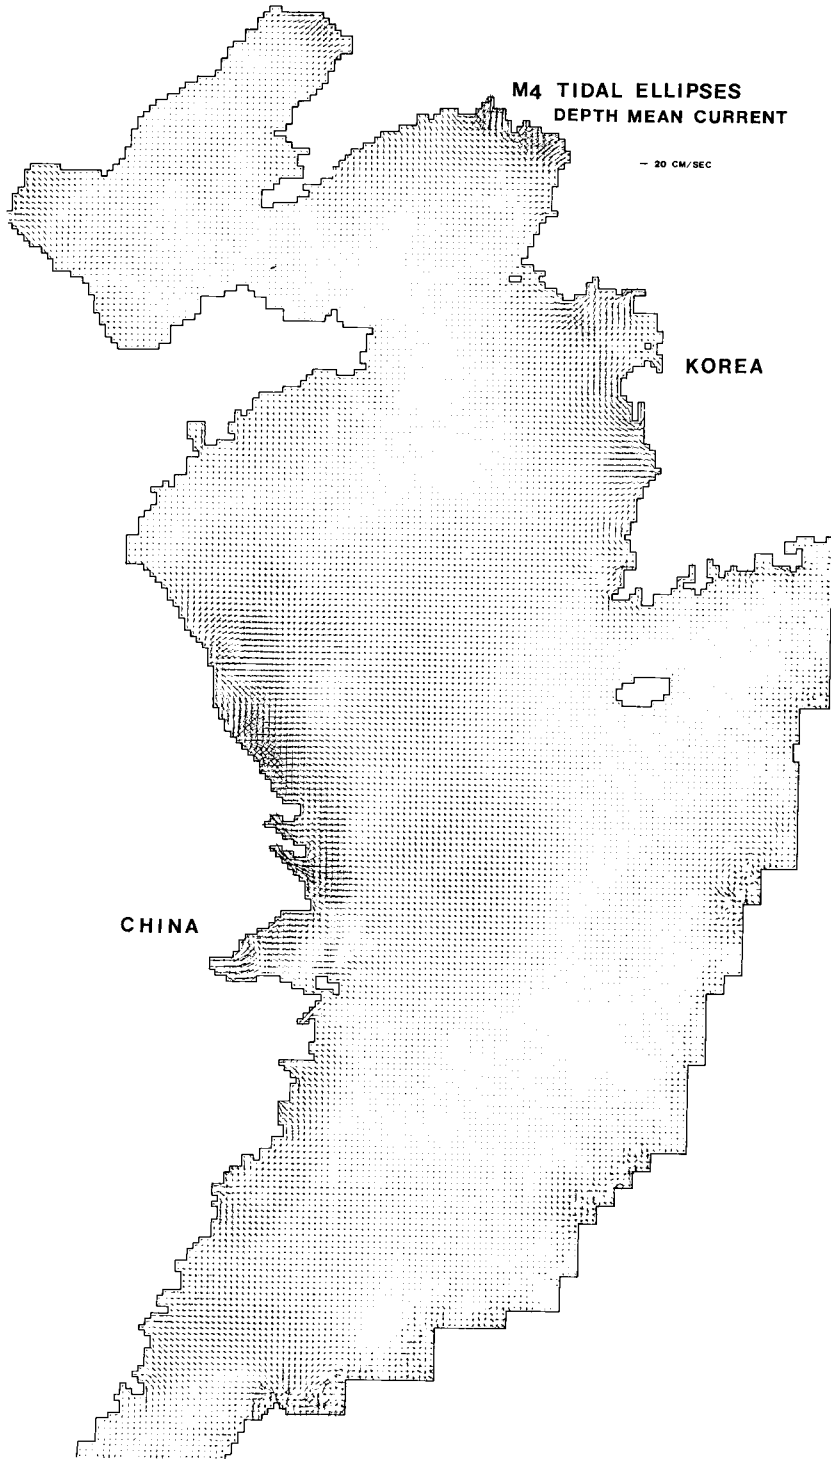 M4 TIDAL ELLIPSES
DEPTH MEAN CURRENT
– 20 CM/SEC
KOREA
CHINA